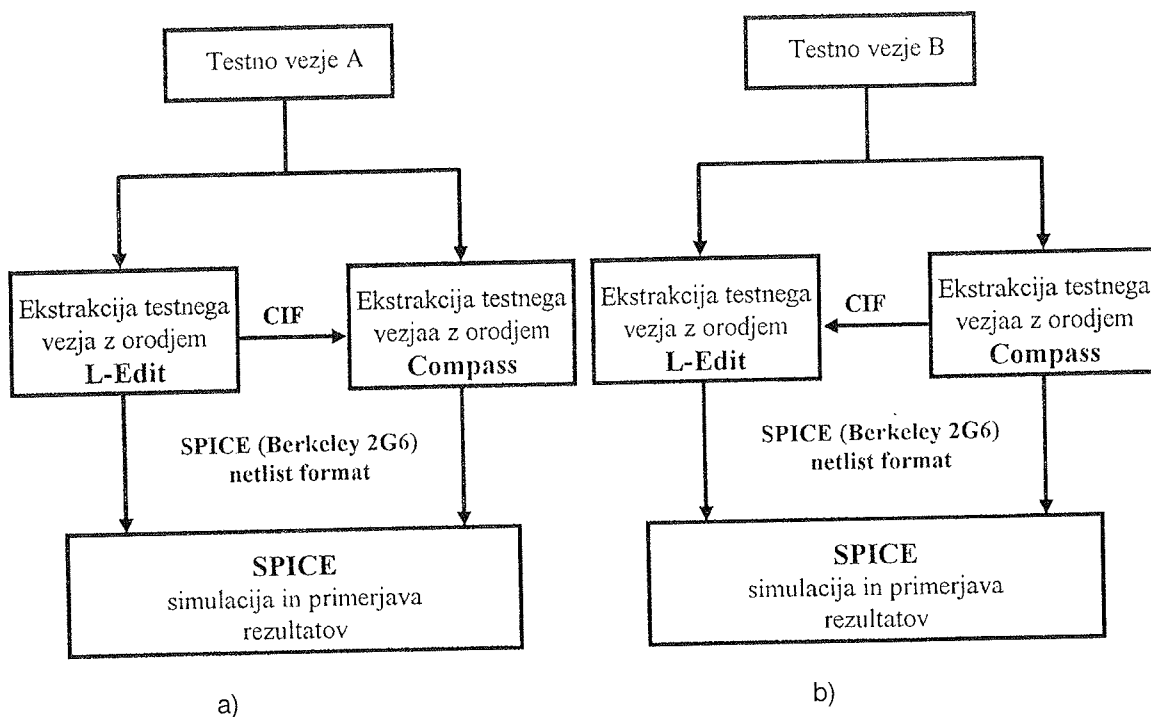 Testno vezje A
Ekstrakcija testnega
vezja z orodjem
L-Edit
CIF
Ekstrakcija testnega
vezjaa z orodjem
Compass
SPICE (Berkeley 2G6)
netlist format
SPICE
simulacija in primerjava
rezultatov
a)
Testno vezje B
Ekstrakcija testnega
vezja z orodjem
L-Edit
CIF
Ekstrakcija testnega
vezjaa z orodjem
Compass
SPICE (Berkeley 2G6)
netlist format
SPICE
simulacija in primerjava
rezultatov
b)